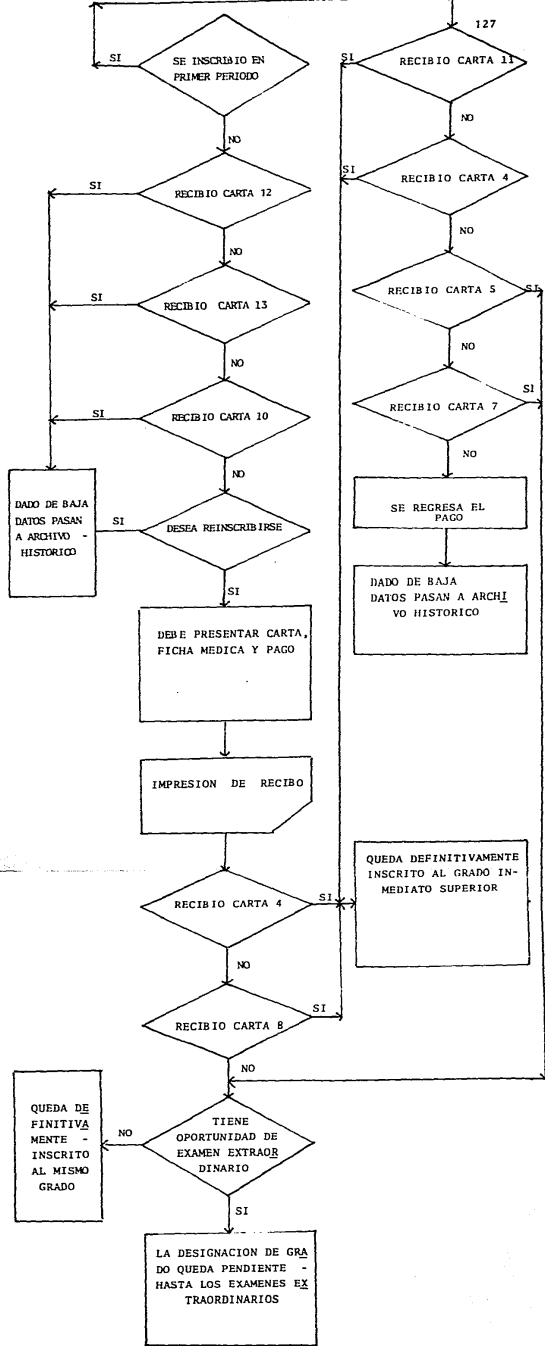 127
SI
SE INSCRIBIO EN
PRIMER PERIODO
NO
SI
RECIBIO CARTA 12
NO
SI
RECIBIO CARTA 13
NO
SI
RECIBIO CARTA 10
NO
DADO DE BAJA
DATOS PASAN
A ARCHIVO -
HISTORICO
SI
DESEA REINSCRIBIRSE
SI
DEBE PRESENTAR CARTA,
FICHA MEDICA Y PAGO
IMPRESION DE RECIBO
RECIBIO CARTA 4
SI
NO
RECIBIO CARTA 8
SI
NO
QUEDA DE
FINITIVA
MENTE -
INSCRITO
AL MISMO
GRADO
NO
TIENE
OPORTUNIDAD DE
EXAMEN EXTRAOR
DINARIO
SI
LA DESIGNACION DE GRA
DO QUEDA PENDIENTE -
HASTA LOS EXAMENES EX
TRAORDINARIOS
SI
RECIBIO CARTA 11
NO
SI
RECIBIO CARTA 4
NO
RECIBIO CARTA 5
SI
NO
RECIBIO CARTA 7
SI
NO
SE REGRESA EL
PAGO
DADO DE BAJA
DATOS PASAN A ARCHI
VO HISTORICO
QUEDA DEFINITIVAMENTE
INSCRITO AL GRADO IN-
MEDIATO SUPERIOR